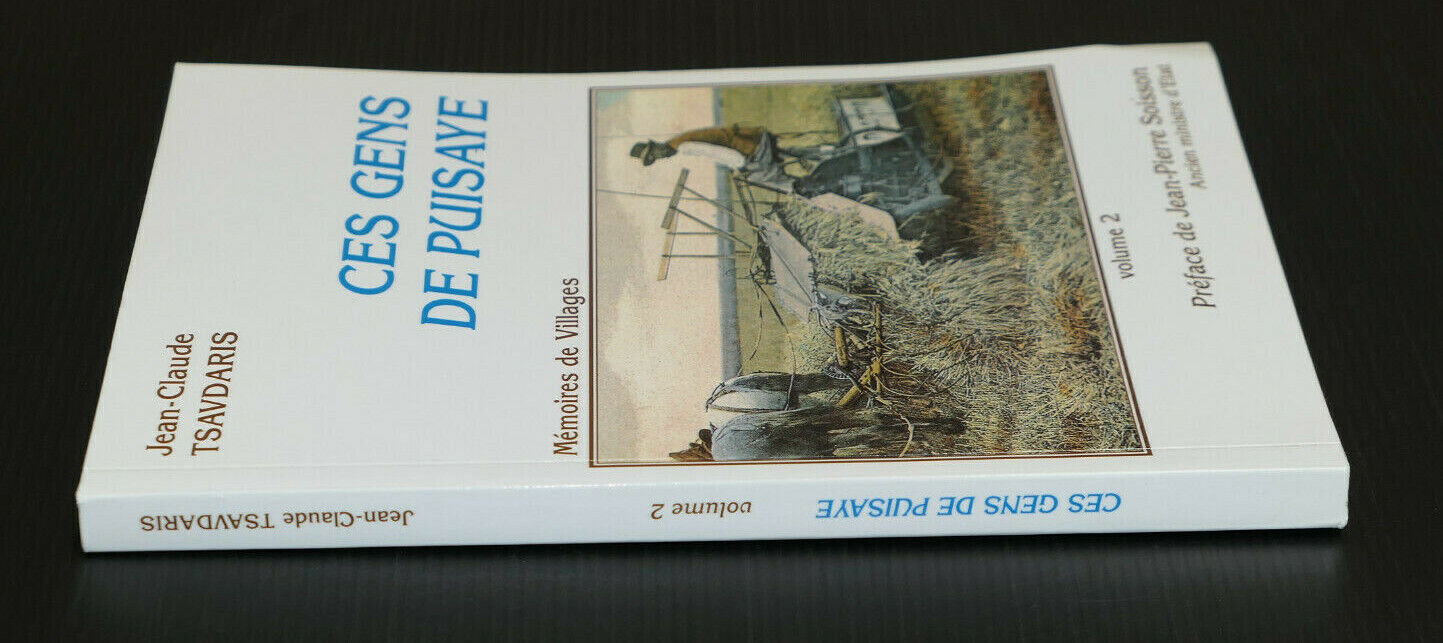 Jean-Claude
TSAVDARIS
CES GENS
DE PUISAYE
Mémoires de Villages
volume 2
Préface de Jean-Pierre Soisson
Ancien ministre d'Etat
CES GENS DE PUISAYE
volume 2
Jean-Claude TSAVDARIS